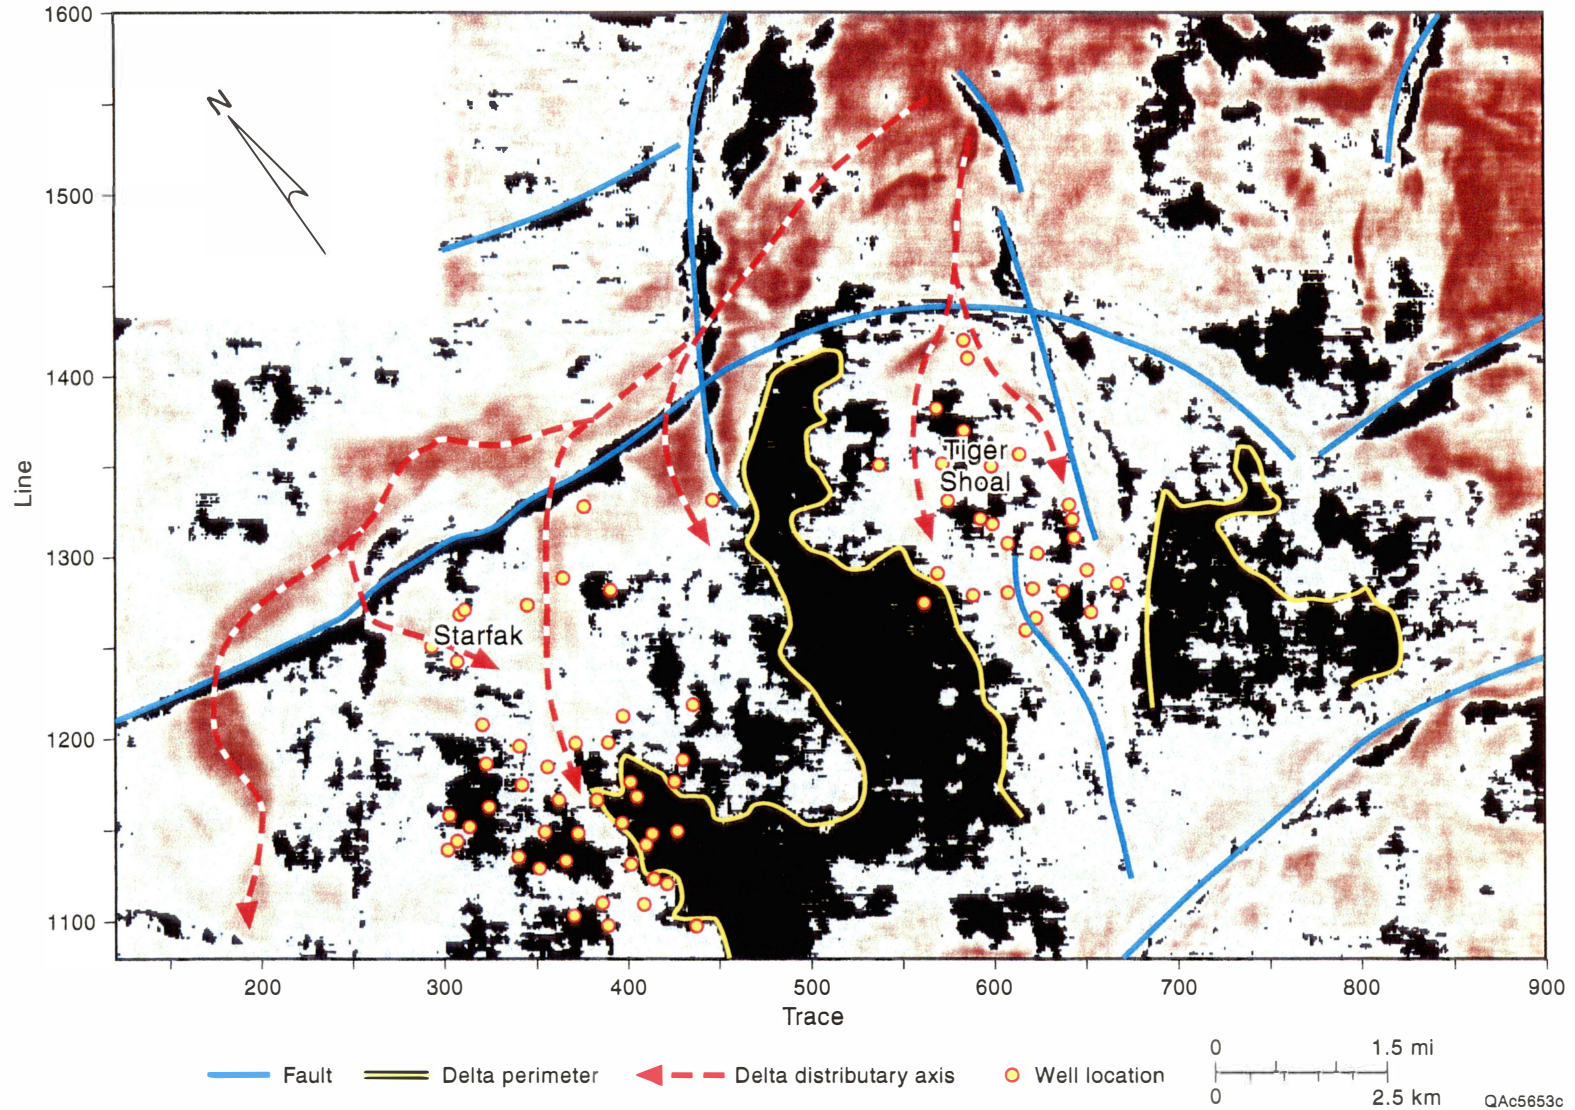 1600
1500
1400
1300
1200
1100
Line
N
Tiger
Shoal
Starfak
200 300 400 500 600 700 800 900
Trace
Fault Delta perimeter Delta distributary axis Well location
0 1.5 mi
0 2.5 km
QAc5653c